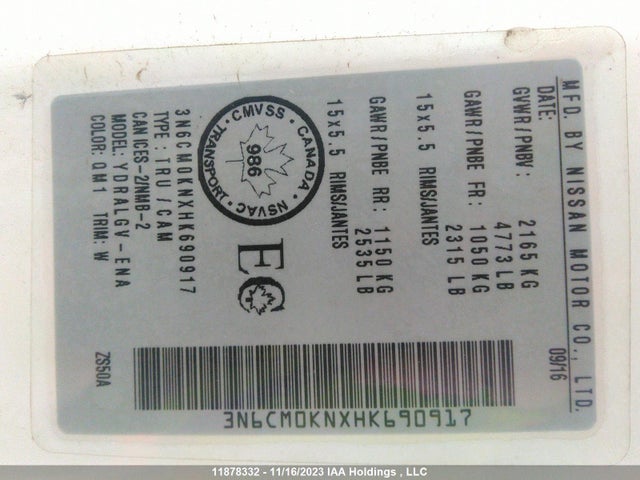 MFD. BY NISSAN MOTOR CO., LTD.
DATE: 09/16
GVWR/PNBV: 2165 KG
4773 LB
GAWR/PNBE FR: 1050 KG
2315 LB
15x5.5 RIMS/JANTES
GAWR/PNBE RR: 1150 KG
2535 LB
15x5.5 RIMS/JANTES
CMVSS · CANADA · NSVAC · TRANSPORT ·
986
EC
3N6CM0KNXHK690917
TYPE: TRU / CAM
CAN ICES-2/NMB-2
MODEL: YDRALGV-ENA
COLOR: QM1 TRIM: W
ZS50A
3N6CM0KNXHK690917
11878332 - 11/16/2023 IAA Holdings , LLC